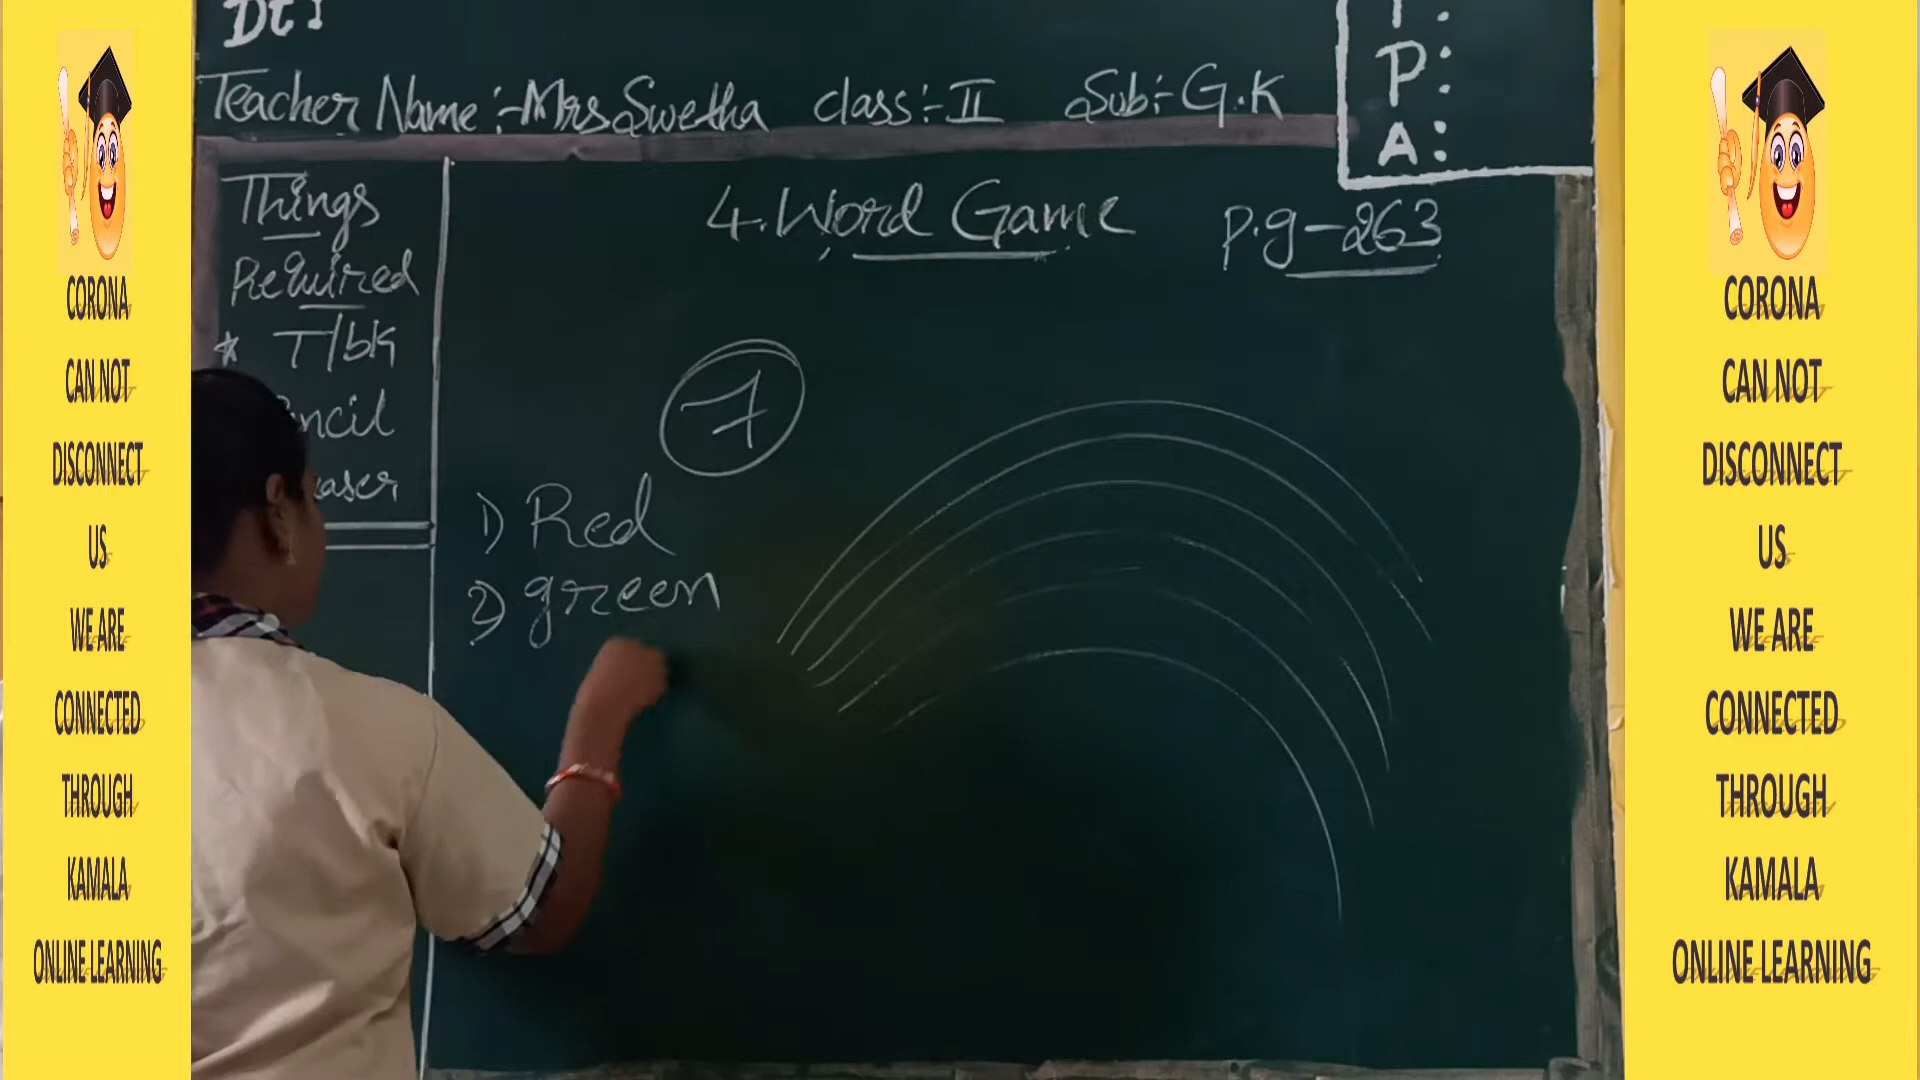 Dt:
Teacher Name:-Mrs Swetha class:-II Sub:-G.K
P:
A:
Things
Required
* T/bk
4. Word Game P.g-263
7
1) Red
2) green
CORONA
CAN NOT
DISCONNECT
US
WE ARE
CONNECTED
THROUGH
KAMALA
ONLINE LEARNING
CORONA
CAN NOT
DISCONNECT
US
WE ARE
CONNECTED
THROUGH
KAMALA
ONLINE LEARNING